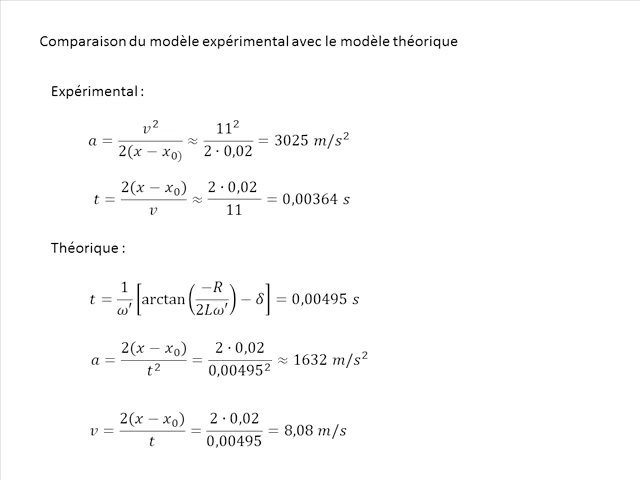 Comparaison du modèle expérimental avec le modèle théorique
Expérimental :
a = v² / 2(x − x₀) ≈ 11² / 2 · 0,02 = 3025 m/s²
t = 2(x − x₀) / v ≈ 2 · 0,02 / 11 = 0,00364 s
Théorique :
t = 1/ω′ [arctan(−R / 2Lω′) − δ] = 0,00495 s
a = 2(x − x₀) / t² = 2 · 0,02 / 0,00495² ≈ 1632 m/s²
v = 2(x − x₀) / t = 2 · 0,02 / 0,00495 = 8,08 m/s